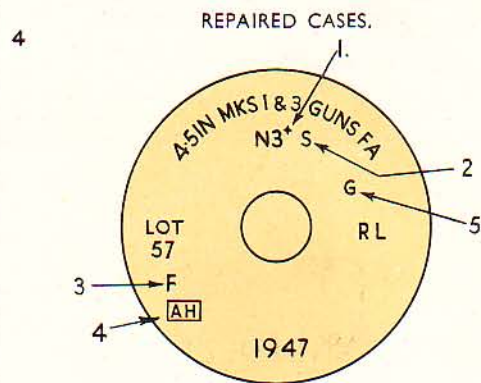 4
REPAIRED CASES.
1.
4·5IN MKS 1 & 3 GUNS FA
N3+ S
2
G
5
LOT
57
RL
3
F
4
AH
1947